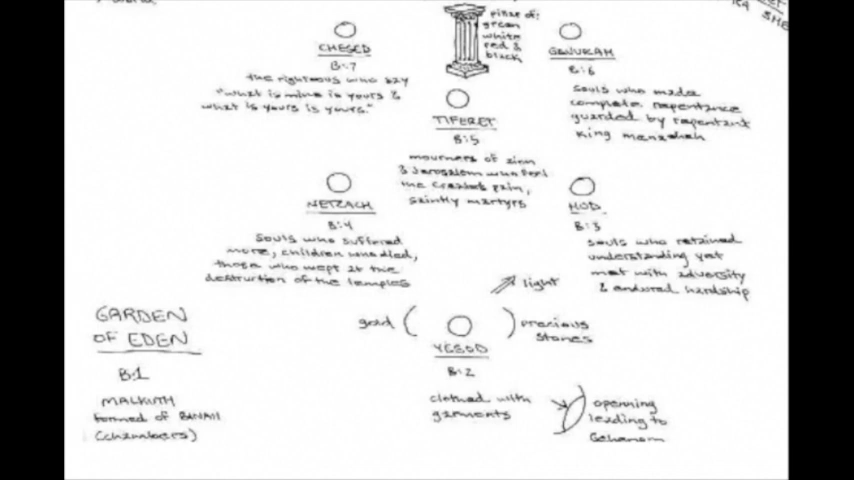 pillar of:
green
white
red &
black
CHESED
B:7
the righteous who say
"what is mine is yours &
what is yours is yours."
GEVURAH
B:6
souls who made
complete repentance
guarded by repentant
king
TIFERET
B:5
mourners of zion
& Jerusalem who feel
the pain,
saintly martyrs
NETZACH
B:4
souls who suffered
more, children who died,
those who wept at the
destruction of the temples
HOD
B:3
souls who retained
understanding yet
met with adversity
& endured hardship
light
GARDEN
OF EDEN
B:1
MALKUTH
formed of
(chambers)
gold
precious
stones
YESOD
B:2
clothed with
garments
openning
leading to
Gehenom